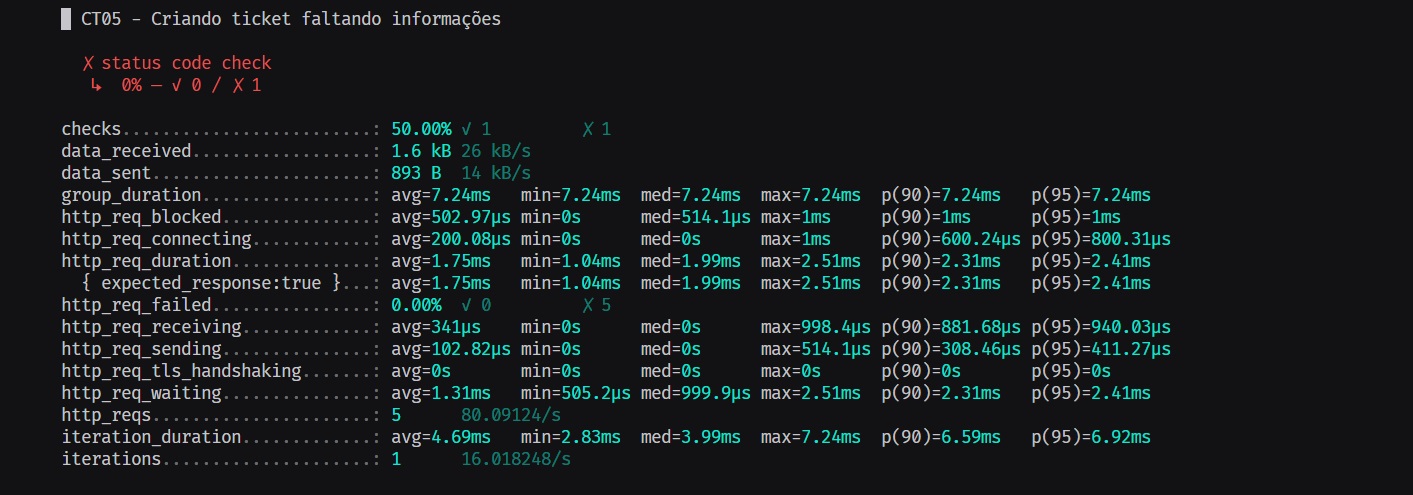 █ CT05 - Criando ticket faltando informações
✗ status code check
↳ 0% — ✓ 0 / ✗ 1
checks.........................: 50.00% ✓ 1 ✗ 1
data_received..................: 1.6 kB 26 kB/s
data_sent......................: 893 B 14 kB/s
group_duration.................: avg=7.24ms min=7.24ms med=7.24ms max=7.24ms p(90)=7.24ms p(95)=7.24ms
http_req_blocked...............: avg=502.97µs min=0s med=514.1µs max=1ms p(90)=1ms p(95)=1ms
http_req_connecting............: avg=200.08µs min=0s med=0s max=1ms p(90)=600.24µs p(95)=800.31µs
http_req_duration..............: avg=1.75ms min=1.04ms med=1.99ms max=2.51ms p(90)=2.31ms p(95)=2.41ms
{ expected_response:true }...: avg=1.75ms min=1.04ms med=1.99ms max=2.51ms p(90)=2.31ms p(95)=2.41ms
http_req_failed................: 0.00% ✓ 0 ✗ 5
http_req_receiving.............: avg=341µs min=0s med=0s max=998.4µs p(90)=881.68µs p(95)=940.03µs
http_req_sending...............: avg=102.82µs min=0s med=0s max=514.1µs p(90)=308.46µs p(95)=411.27µs
http_req_tls_handshaking.......: avg=0s min=0s med=0s max=0s p(90)=0s p(95)=0s
http_req_waiting...............: avg=1.31ms min=505.2µs med=999.9µs max=2.51ms p(90)=2.31ms p(95)=2.41ms
http_reqs......................: 5 80.09124/s
iteration_duration.............: avg=4.69ms min=2.83ms med=3.99ms max=7.24ms p(90)=6.59ms p(95)=6.92ms
iterations.....................: 1 16.018248/s